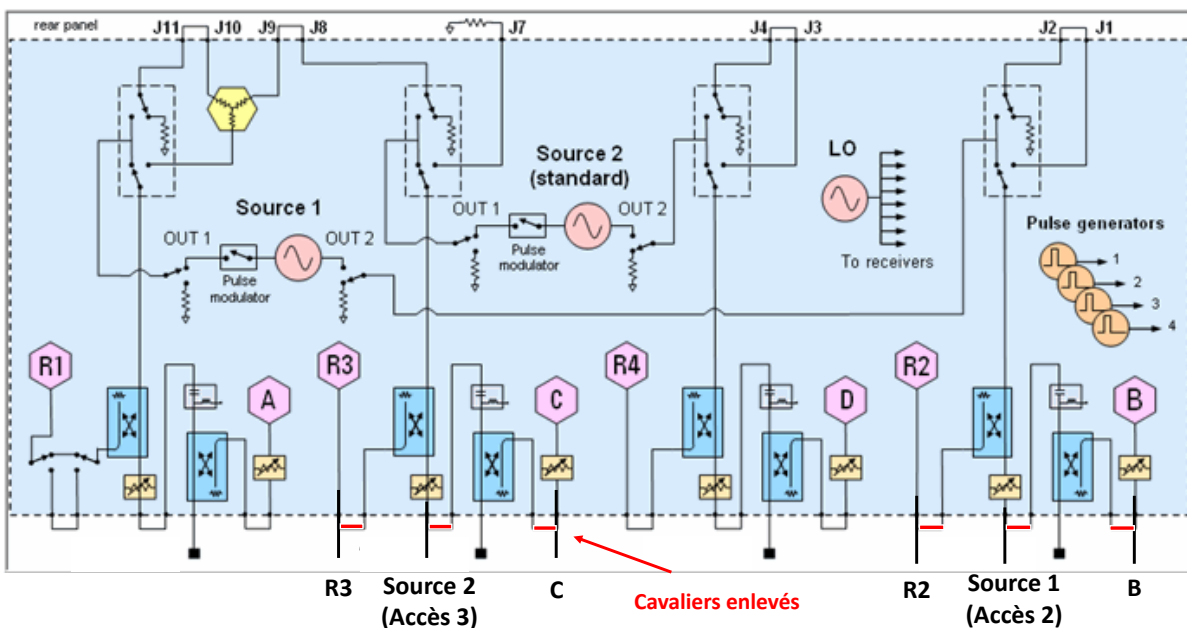 rear panel
J11 J10 J9 J8 J7 J4 J3 J2 J1
Source 1
OUT 1
OUT 2
Pulse
modulator
Source 2
(standard)
OUT 1
OUT 2
Pulse
modulator
LO
To receivers
Pulse generators
1
2
3
4
R1 A R3 C R4 D R2 B
R3
Source 2
(Accès 3)
C
Cavaliers enlevés
R2
Source 1
(Accès 2)
B